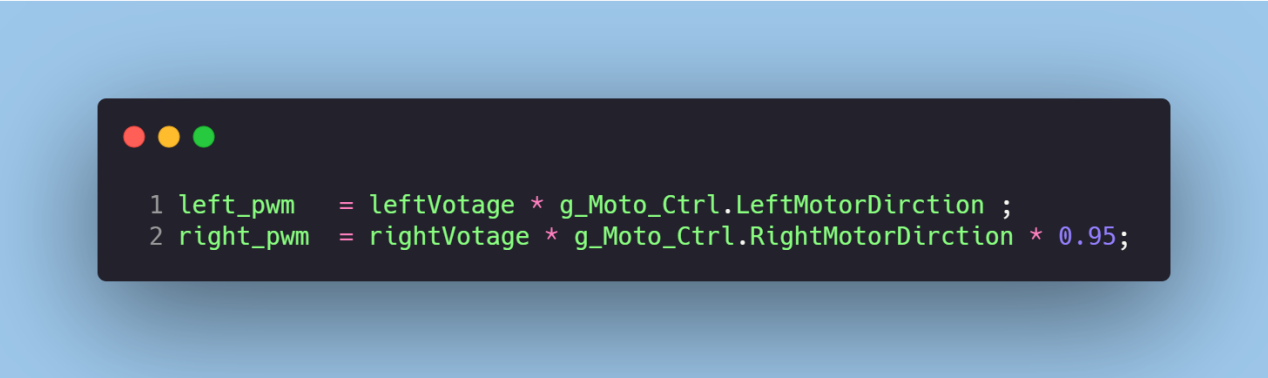 1 left_pwm   = leftVotage * g_Moto_Ctrl.LeftMotorDirction ;
2 right_pwm  = rightVotage * g_Moto_Ctrl.RightMotorDirction * 0.95;